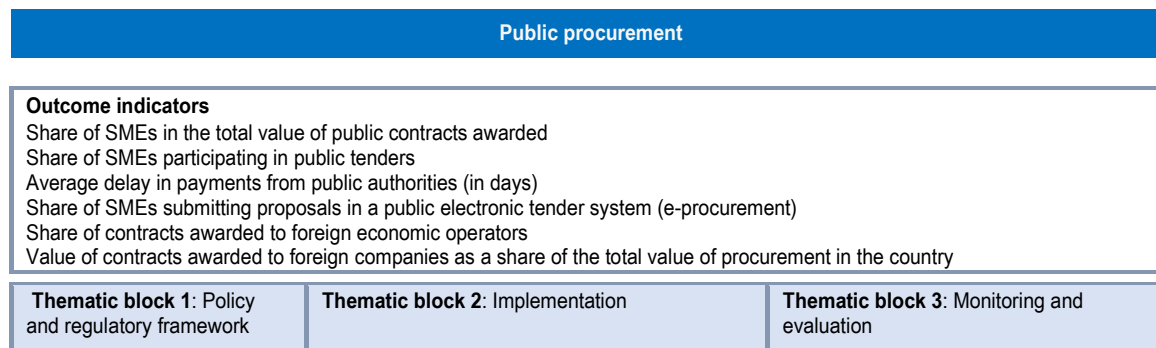 Public procurement
Outcome indicators
Share of SMEs in the total value of public contracts awarded
Share of SMEs participating in public tenders
Average delay in payments from public authorities (in days)
Share of SMEs submitting proposals in a public electronic tender system (e-procurement)
Share of contracts awarded to foreign economic operators
Value of contracts awarded to foreign companies as a share of the total value of procurement in the country
Thematic block 1: Policy
and regulatory framework
Thematic block 2: Implementation
Thematic block 3: Monitoring and
evaluation